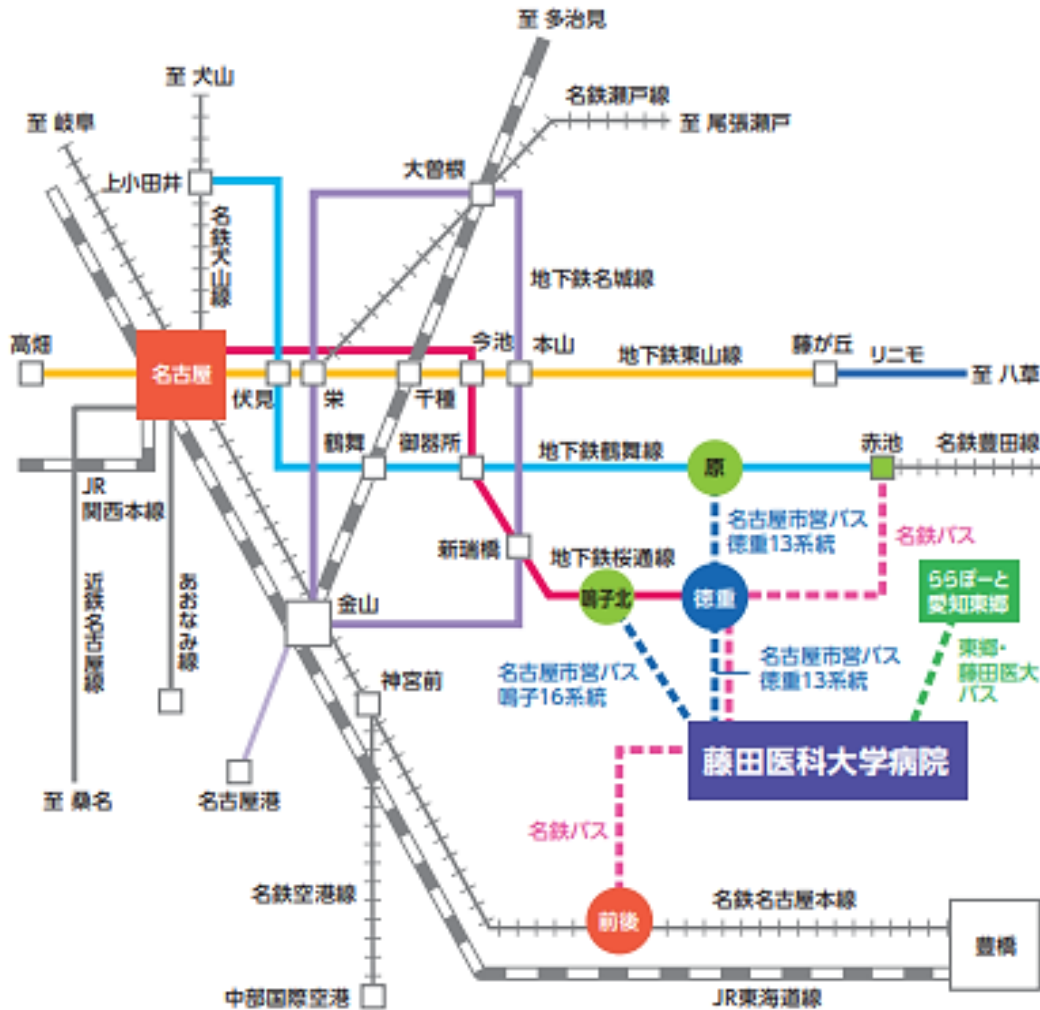 至 多治見
至 犬山
名鉄瀬戸線
至 岐阜
至 尾張瀬戸
大曽根
上小田井
名鉄犬山線
地下鉄名城線
高畑
名古屋
今池
本山
地下鉄東山線
藤が丘
リニモ
至 八草
伏見
栄
千種
鶴舞
御器所
地下鉄鶴舞線
原
赤池
名鉄豊田線
JR
関西本線
名古屋市営バス
徳重13系統
名鉄バス
新瑞橋
地下鉄桜通線
鳴子北
徳重
ららぽーと
愛知東郷
近鉄名古屋線
あおなみ線
金山
名古屋市営バス
鳴子16系統
名古屋市営バス
徳重13系統
東郷・
藤田医大
バス
神宮前
藤田医科大学病院
至 桑名
名古屋港
名鉄バス
名鉄空港線
前後
名鉄名古屋本線
豊橋
中部国際空港
JR東海道線